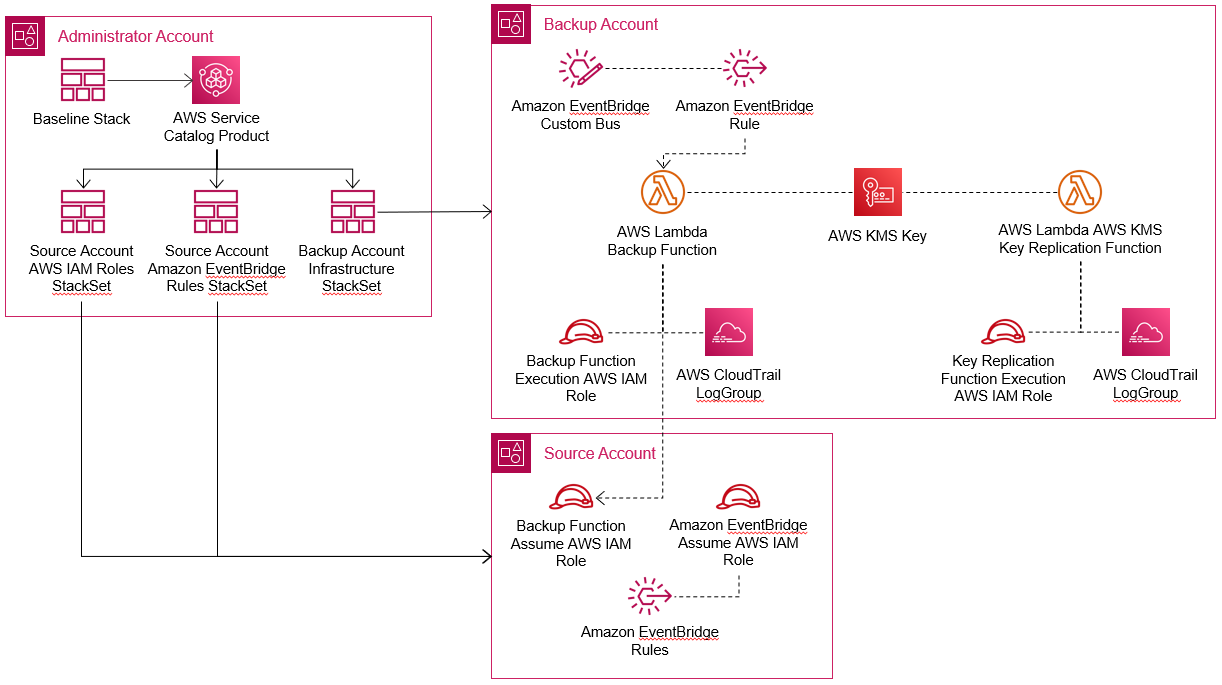 Administrator Account
Baseline Stack
AWS Service
Catalog Product
Source Account
AWS IAM Roles
StackSet
Source Account
Amazon EventBridge
Rules StackSet
Backup Account
Infrastructure
StackSet
Backup Account
Amazon EventBridge
Custom Bus
Amazon EventBridge
Rule
AWS Lambda
Backup Function
AWS KMS Key
AWS Lambda AWS KMS
Key Replication Function
Backup Function
Execution AWS IAM
Role
AWS CloudTrail
LogGroup
Key Replication
Function Execution
AWS IAM Role
AWS CloudTrail
LogGroup
Source Account
Backup Function
Assume AWS IAM
Role
Amazon EventBridge
Assume AWS IAM
Role
Amazon EventBridge
Rules